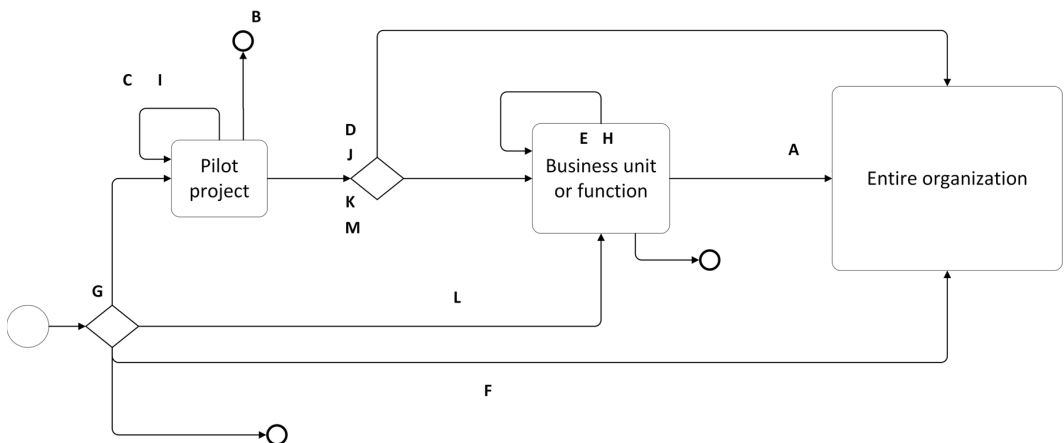 B
C I
D
J
E H
A
Pilot
project
Business unit
or function
Entire organization
K
M
G
L
F